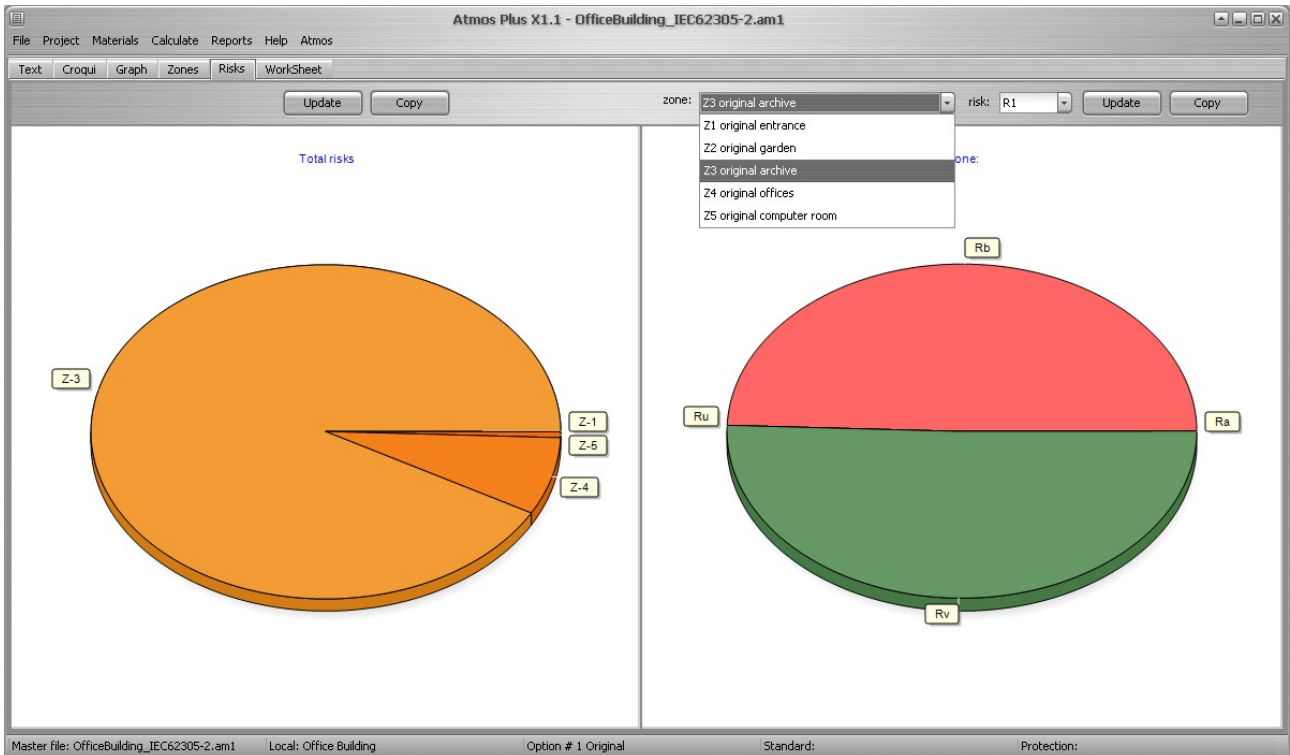 Atmos Plus X1.1 - OfficeBuilding_IEC62305-2.am1
File Project Materials Calculate Reports Help Atmos
Text Croqui Graph Zones Risks WorkSheet
Update Copy zone: Z3 original archive risk: R1 Update Copy
Z1 original entrance
Z2 original garden
Z3 original archive
Z4 original offices
Z5 original computer room
Total risks
one:
Rb
Z-3
Z-1
Z-5
Z-4
Ru
Ra
Rv
Master file: OfficeBuilding_IEC62305-2.am1 Local: Office Building Option # 1 Original Standard: Protection: